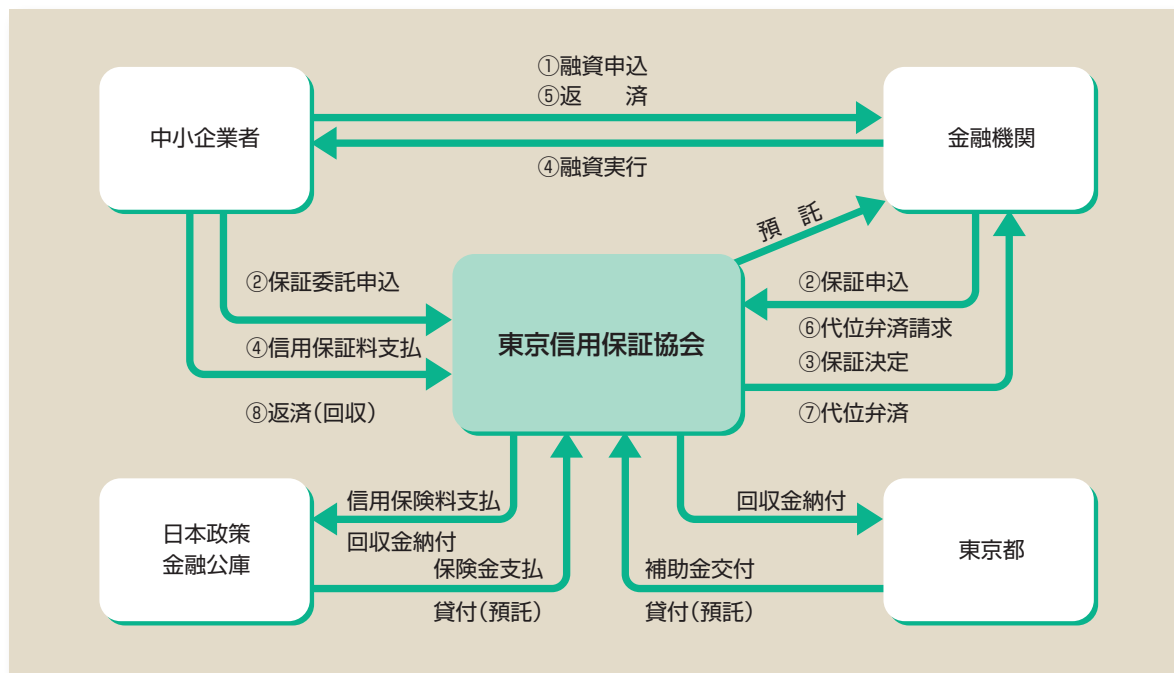 ①融資申込
⑤返　　済
中小企業者
金融機関
④融資実行
預　託
②保証委託申込
②保証申込
⑥代位弁済請求
東京信用保証協会
④信用保証料支払
③保証決定
⑧返済(回収)
⑦代位弁済
信用保険料支払
回収金納付
回収金納付
日本政策
金融公庫
東京都
保険金支払
補助金交付
貸付(預託)
貸付(預託)